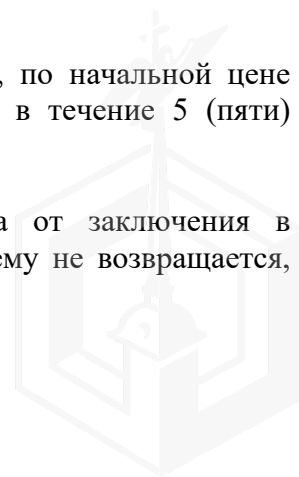 , по начальной цене
в течение 5 (пяти)
а от заключения в
ему не возвращается,